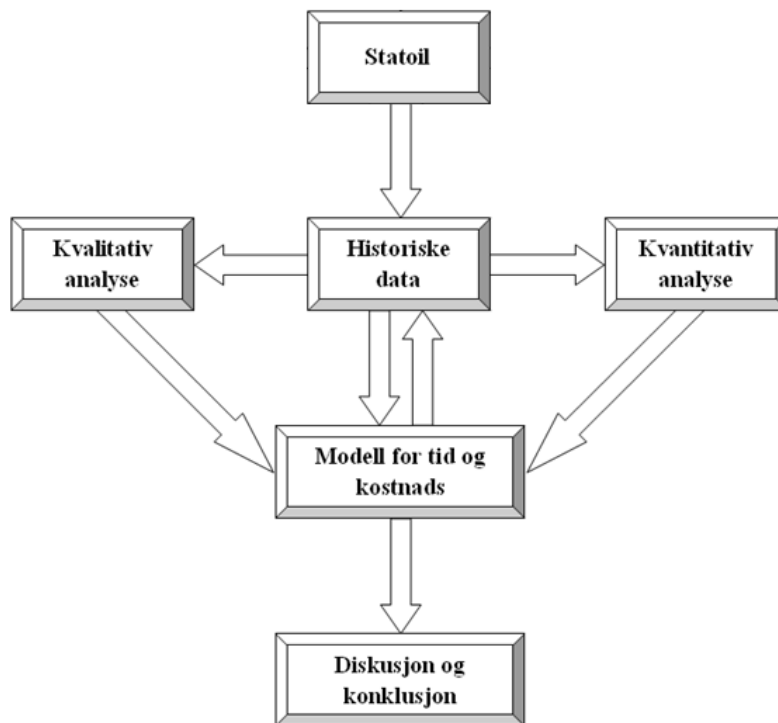 Statoil
Kvalitativ
analyse
Historiske
data
Kvantitativ
analyse
Modell for tid og
kostnads
Diskusjon og
konklusjon